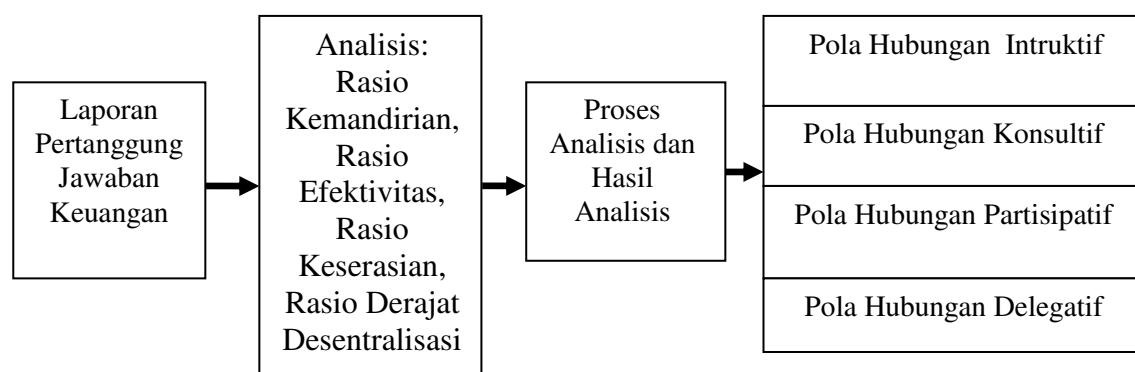 Laporan
Pertanggung
Jawaban
Keuangan
Analisis:
Rasio
Kemandirian,
Rasio
Efektivitas,
Rasio
Keserasian,
Rasio Derajat
Desentralisasi
Proses
Analisis dan
Hasil
Analisis
Pola Hubungan  Intruktif
Pola Hubungan Konsultif
Pola Hubungan Partisipatif
Pola Hubungan Delegatif